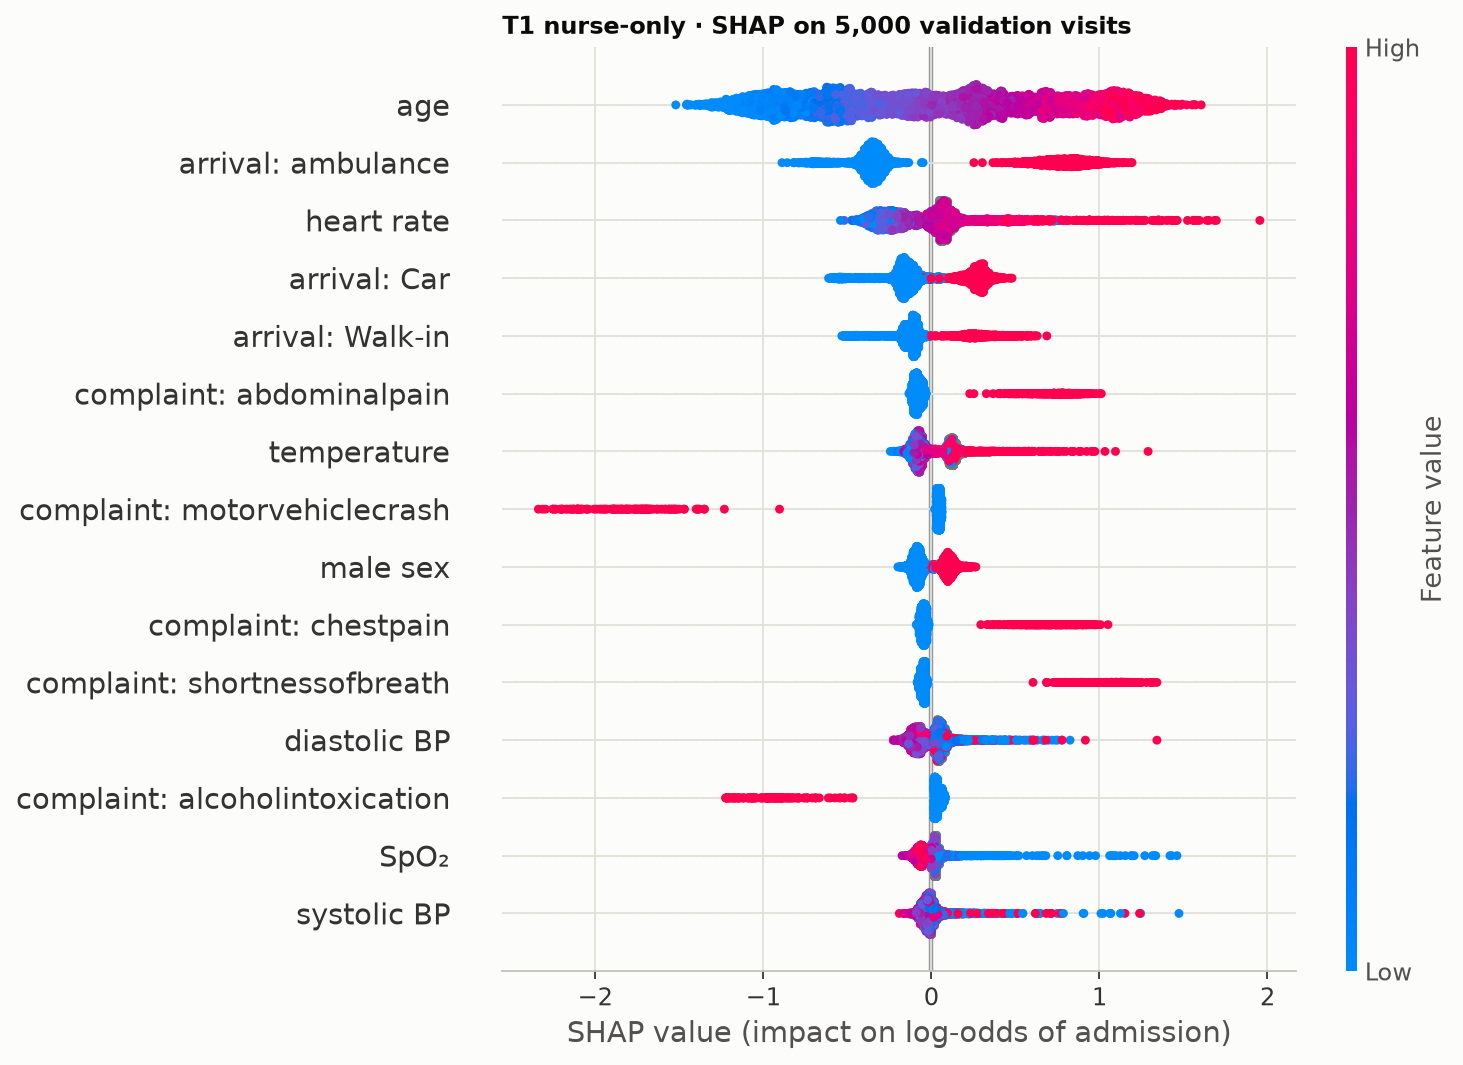 T1 nurse-only · SHAP on 5,000 validation visits
High
age
arrival: ambulance
heart rate
arrival: Car
arrival: Walk-in
complaint: abdominalpain
temperature
complaint: motorvehiclecrash
male sex
complaint: chestpain
complaint: shortnessofbreath
diastolic BP
complaint: alcoholintoxication
SpO₂
systolic BP
Feature value
Low
−2 −1 0 1 2
SHAP value (impact on log-odds of admission)